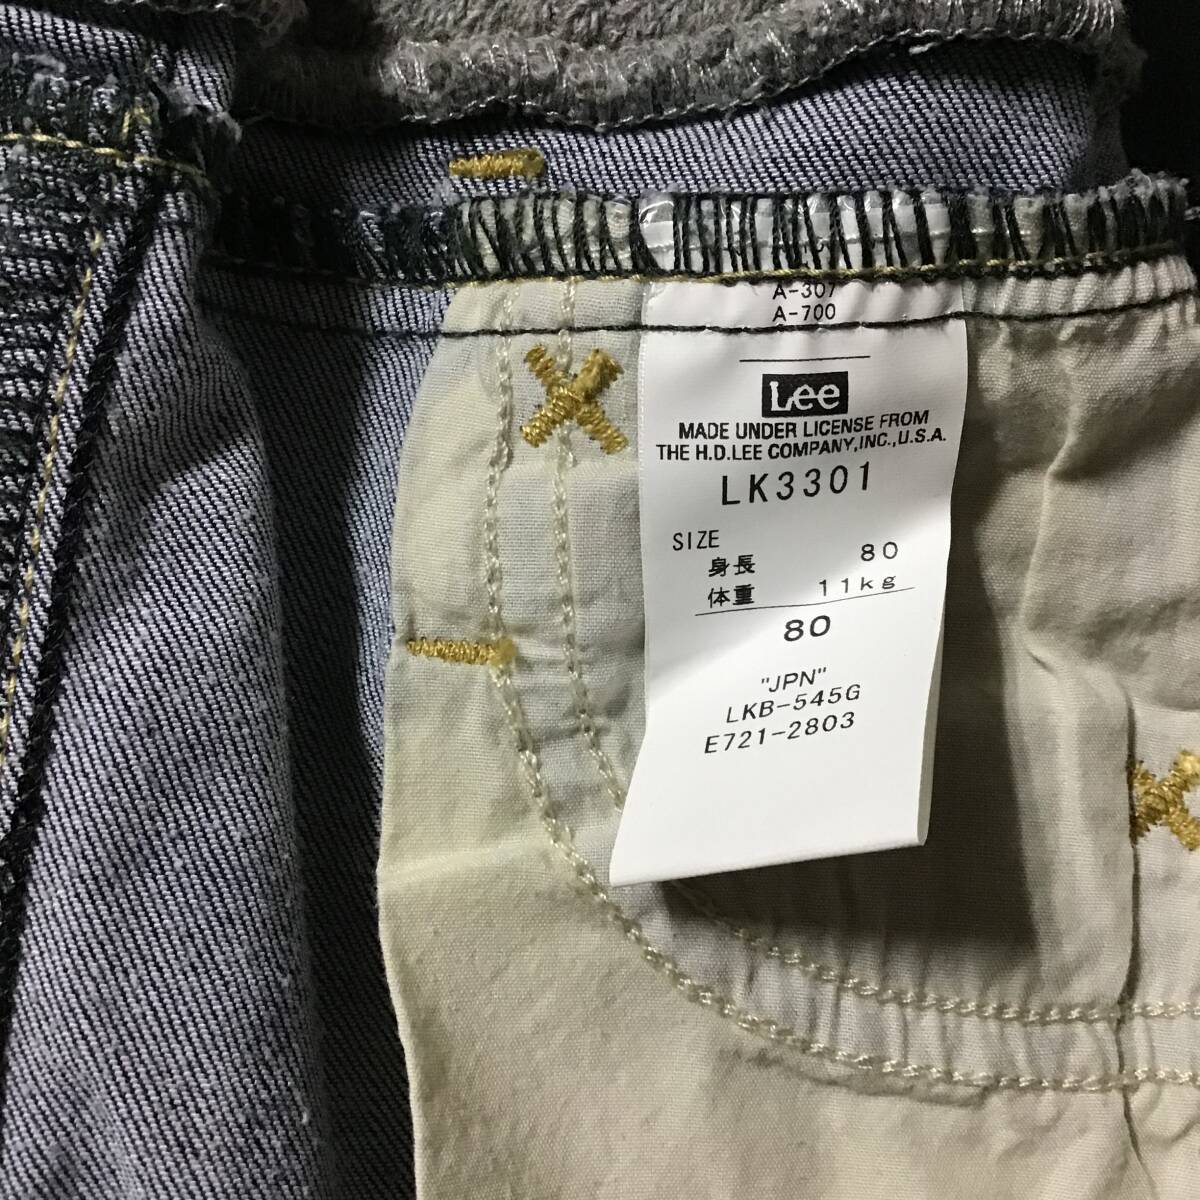 A-307
A-700
Lee
MADE UNDER LICENSE FROM
THE H.D.LEE COMPANY,INC.,U.S.A.
LK3301
SIZE
身長 80
体重 11kg
80
"JPN"
LKB-545G
E721-2803